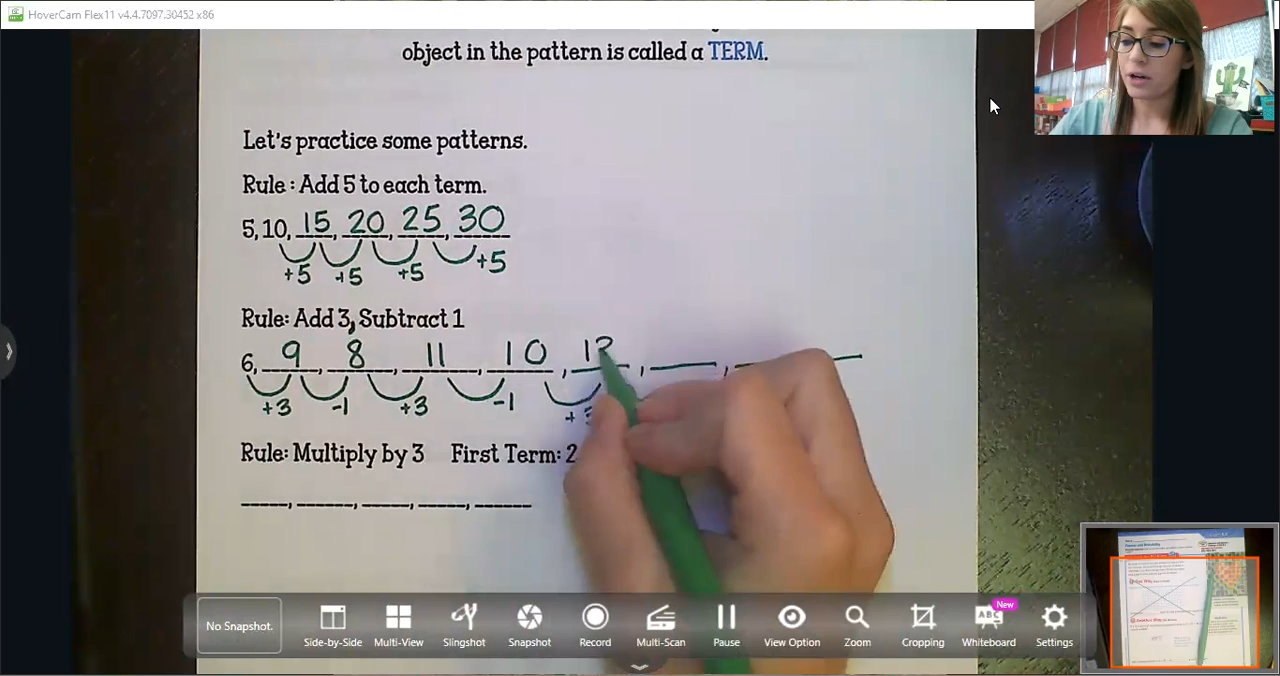 HoverCam Flex11 v4.4.7097.30452 x86
object in the pattern is called a TERM.
Let's practice some patterns.
Rule : Add 5 to each term.
5, 10, 15, 20, 25, 30
+5 +5 +5 +5
Rule: Add 3, Subtract 1
6, 9, 8, 11, 10, 12
+3 -1 +3 -1 +3
Rule: Multiply by 3 First Term: 2
No Snapshot.
Side-by-Side
Multi-View
Slingshot
Snapshot
Record
Multi-Scan
Pause
View Option
Zoom
Cropping
New
ABC
Whiteboard
Settings